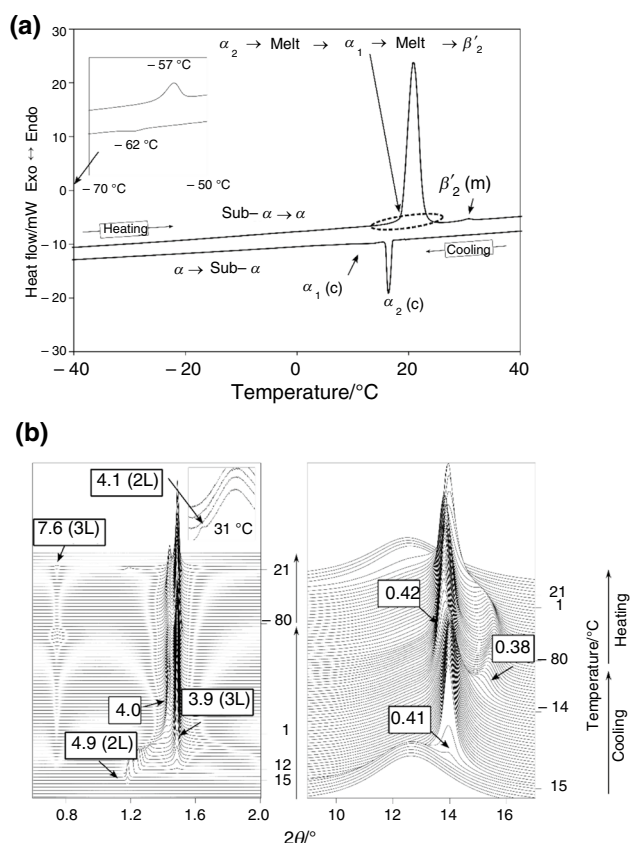 (a)
30
20
10
0
– 10
– 20
– 30
Heat flow/mW Exo ↔ Endo
α2 → Melt → α1 → Melt → β′2
– 57 °C
– 62 °C
– 70 °C
– 50 °C
β′2 (m)
Sub– α → α
Heating
Cooling
α → Sub– α
α1 (c)
α2 (c)
– 40
– 20
0
20
40
Temperature/°C
(b)
4.1 (2L)
31 °C
7.6 (3L)
21
– 80
4.0
3.9 (3L)
4.9 (2L)
1
12
15
0.6
1.2
1.6
2.0
0.42
0.38
0.41
21
1
– 80
– 14
15
Temperature/°C
Heating
Cooling
10
12
14
16
2θ/°